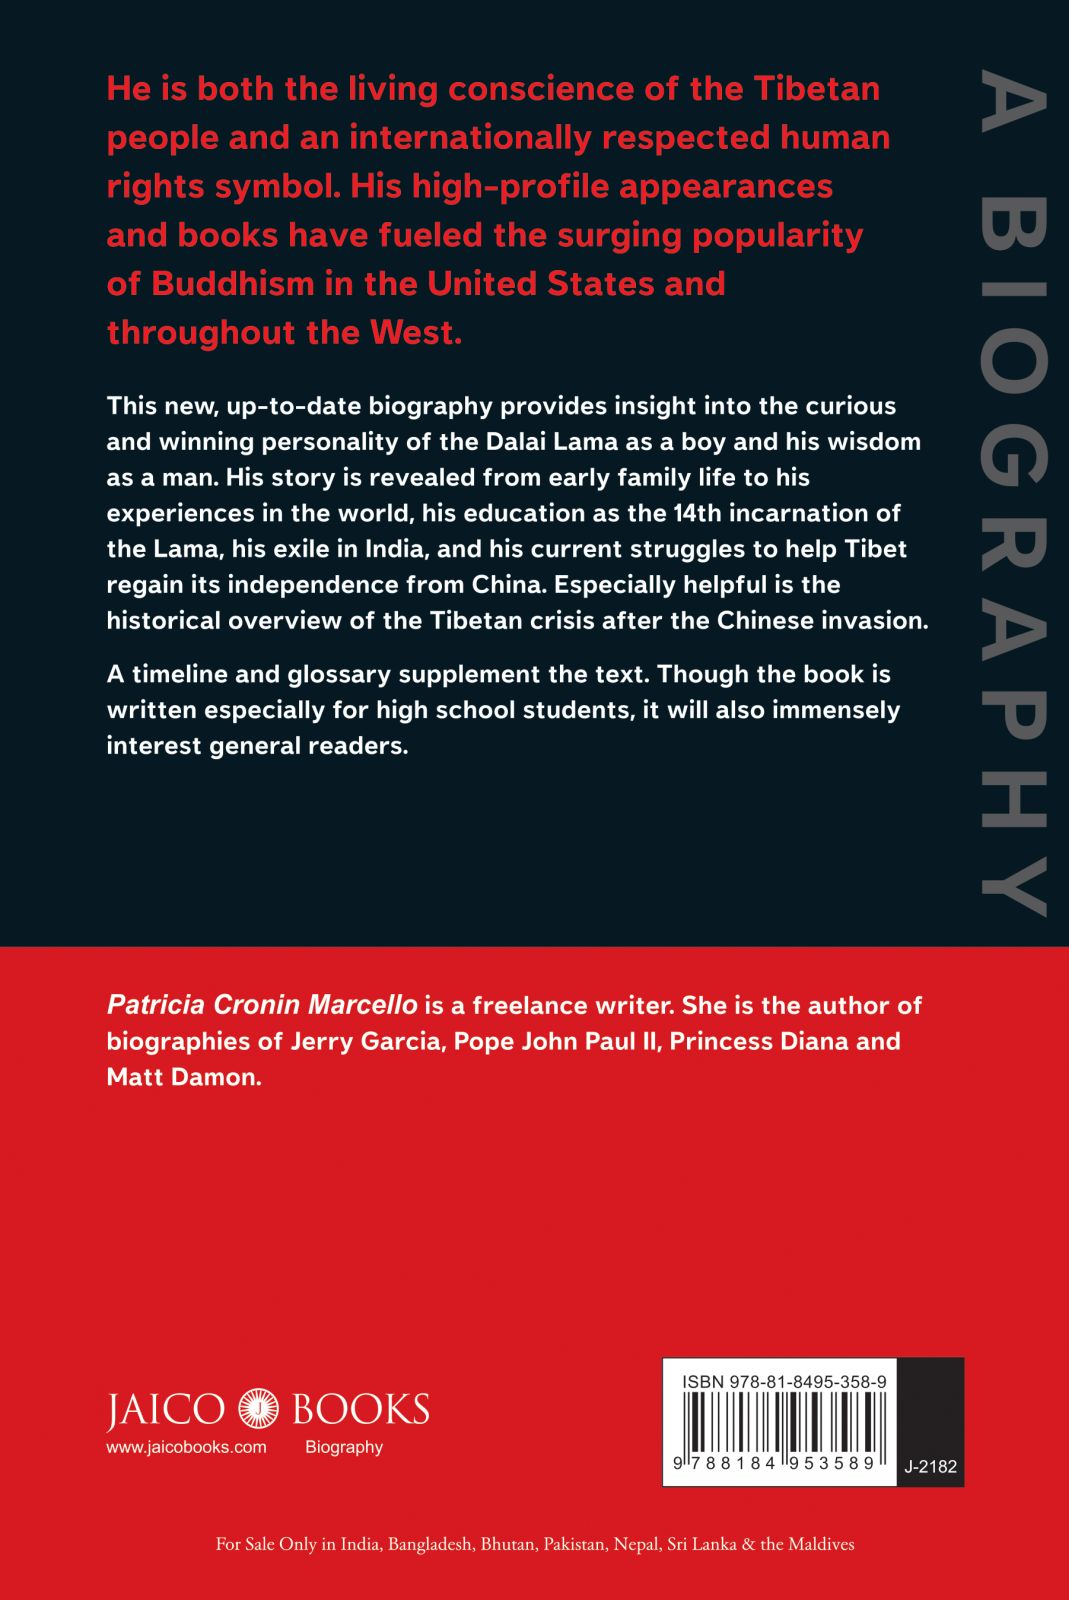 He is both the living conscience of the Tibetan
people and an internationally respected human
rights symbol. His high-profile appearances
and books have fueled the surging popularity
of Buddhism in the United States and
throughout the West.
This new, up-to-date biography provides insight into the curious
and winning personality of the Dalai Lama as a boy and his wisdom
as a man. His story is revealed from early family life to his
experiences in the world, his education as the 14th incarnation of
the Lama, his exile in India, and his current struggles to help Tibet
regain its independence from China. Especially helpful is the
historical overview of the Tibetan crisis after the Chinese invasion.
A timeline and glossary supplement the text. Though the book is
written especially for high school students, it will also immensely
interest general readers.
A BIOGRAPHY
Patricia Cronin Marcello is a freelance writer. She is the author of
biographies of Jerry Garcia, Pope John Paul II, Princess Diana and
Matt Damon.
JAICO J BOOKS
www.jaicobooks.com Biography
ISBN 978-81-8495-358-9
9 788184 953589
J-2182
For Sale Only in India, Bangladesh, Bhutan, Pakistan, Nepal, Sri Lanka & the Maldives